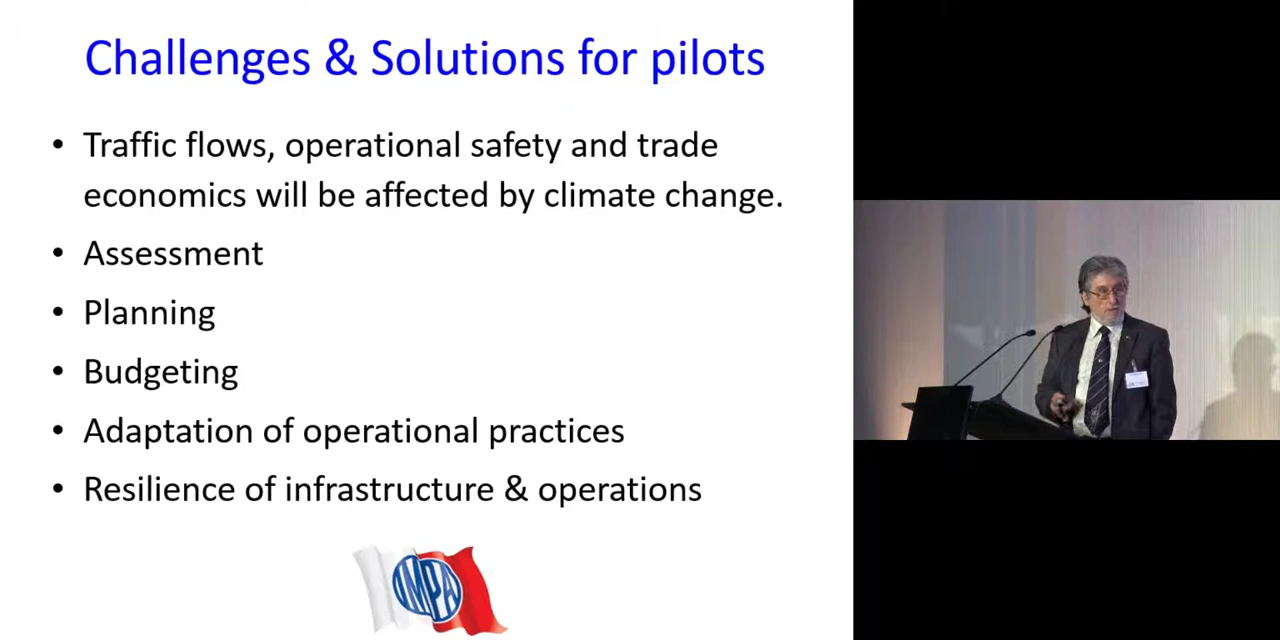 Challenges & Solutions for pilots
• Traffic flows, operational safety and trade
economics will be affected by climate change.
• Assessment
• Planning
• Budgeting
• Adaptation of operational practices
• Resilience of infrastructure & operations
IMPA